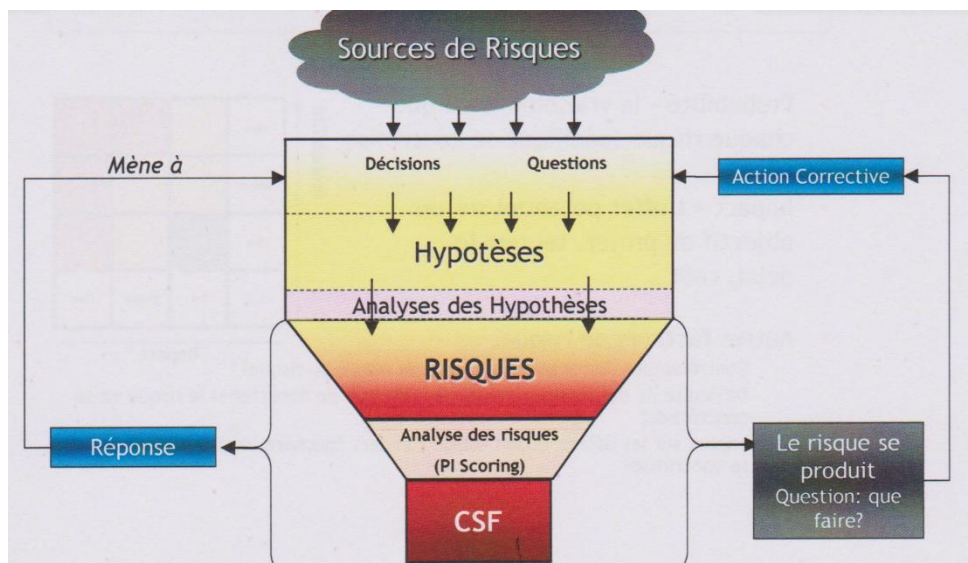 Sources de Risques
Décisions Questions
Mène à
Action Corrective
Hypotèses
Analyses des Hypothèses
RISQUES
Analyse des risques
(PI Scoring)
Réponse
Le risque se
produit
Question: que
faire?
CSF